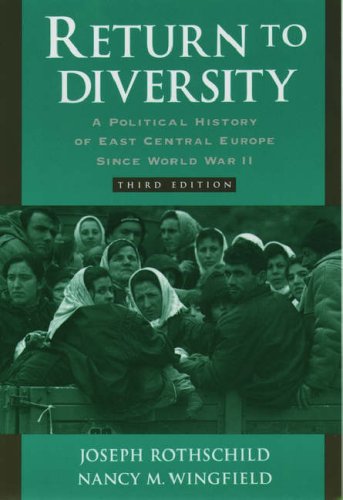 RETURN TO
DIVERSITY
A POLITICAL HISTORY
OF EAST CENTRAL EUROPE
SINCE WORLD WAR II
THIRD EDITION
JOSEPH ROTHSCHILD
NANCY M. WINGFIELD